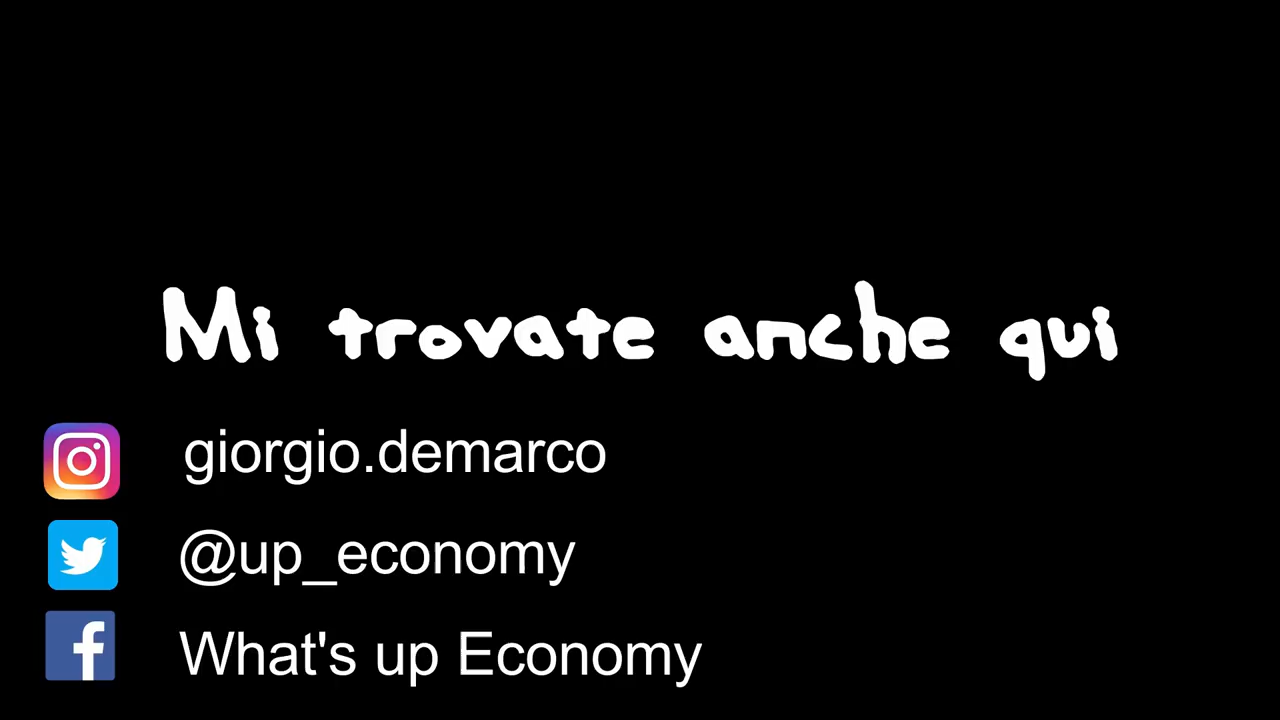 Mi trovate anche qui
giorgio.demarco
@up_economy
What's up Economy